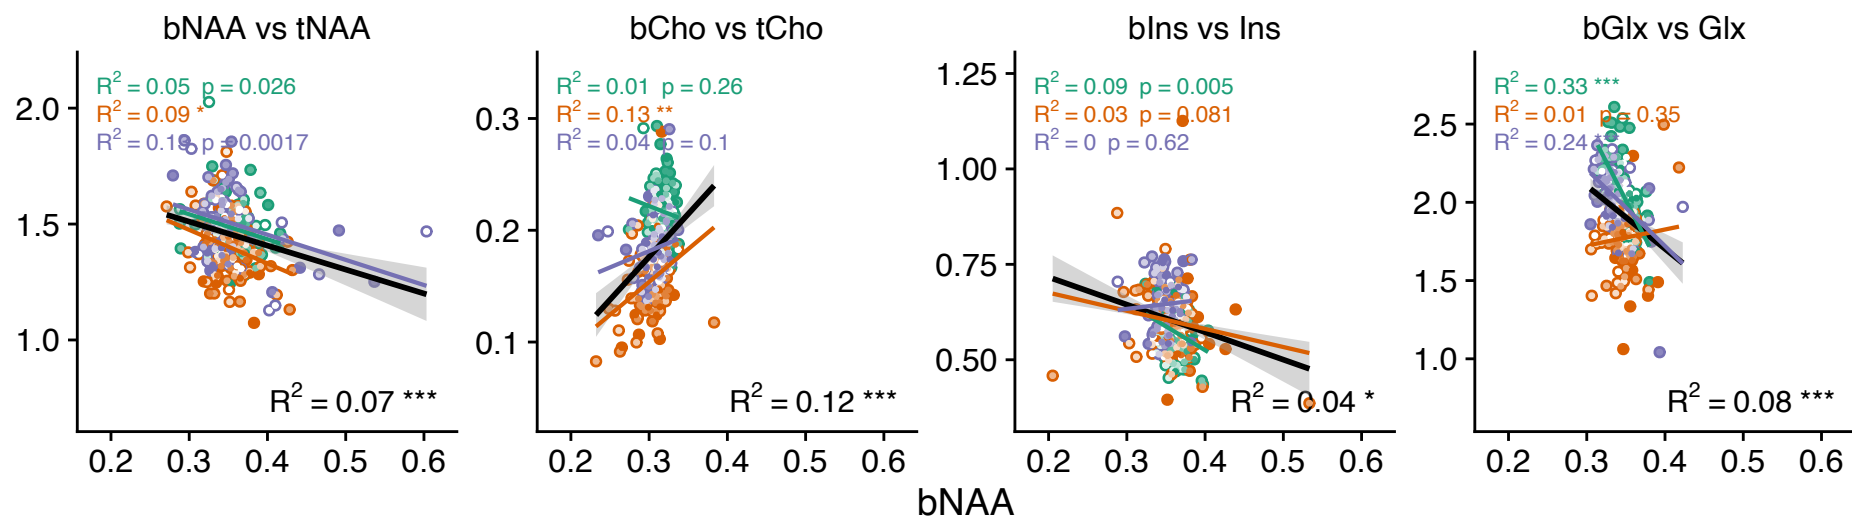 bNAA vs tNAA
bCho vs tCho
bIns vs Ins
bGlx vs Glx
R² = 0.05 p = 0.026
R² = 0.09 *
p = 0.0017
R² = 0.01 p = 0.26
R² = 0.13 **
R² = 0.04 p = 0.1
R² = 0.09 p = 0.005
R² = 0.03 p = 0.081
R² = 0 p = 0.62
R² = 0.33 ***
R² = 0.01 p = 0.35
R² = 0.24 ***
2.0
1.5
1.0
R² = 0.07 ***
0.2 0.3 0.4 0.5 0.6
0.3
0.2
0.1
R² = 0.12 ***
0.2 0.3 0.4 0.5 0.6
1.25
1.00
0.75
0.50
R² = 0.04 *
0.2 0.3 0.4 0.5 0.6
2.5
2.0
1.5
1.0
R² = 0.08 ***
0.2 0.3 0.4 0.5 0.6
bNAA